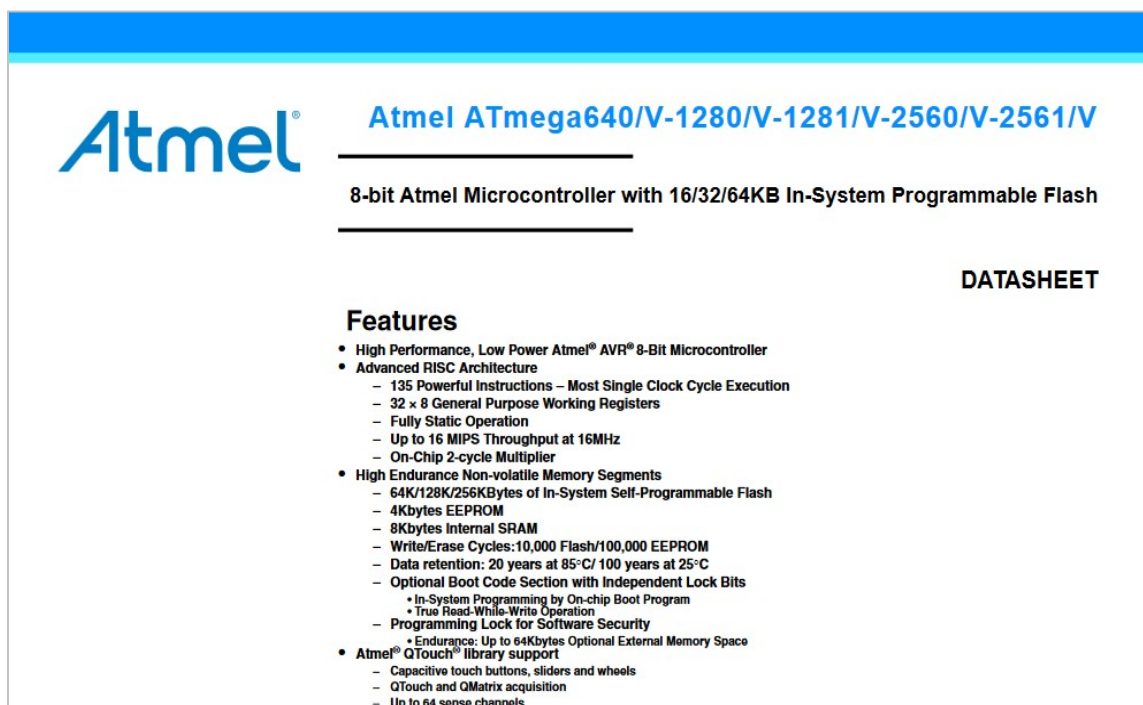 Atmel®
Atmel ATmega640/V-1280/V-1281/V-2560/V-2561/V
8-bit Atmel Microcontroller with 16/32/64KB In-System Programmable Flash
DATASHEET
Features
• High Performance, Low Power Atmel® AVR® 8-Bit Microcontroller
• Advanced RISC Architecture
– 135 Powerful Instructions – Most Single Clock Cycle Execution
– 32 × 8 General Purpose Working Registers
– Fully Static Operation
– Up to 16 MIPS Throughput at 16MHz
– On-Chip 2-cycle Multiplier
• High Endurance Non-volatile Memory Segments
– 64K/128K/256KBytes of In-System Self-Programmable Flash
– 4Kbytes EEPROM
– 8Kbytes Internal SRAM
– Write/Erase Cycles:10,000 Flash/100,000 EEPROM
– Data retention: 20 years at 85°C/ 100 years at 25°C
– Optional Boot Code Section with Independent Lock Bits
• In-System Programming by On-chip Boot Program
• True Read-While-Write Operation
– Programming Lock for Software Security
• Endurance: Up to 64Kbytes Optional External Memory Space
• Atmel® QTouch® library support
– Capacitive touch buttons, sliders and wheels
– QTouch and QMatrix acquisition
– Up to 64 sense channels